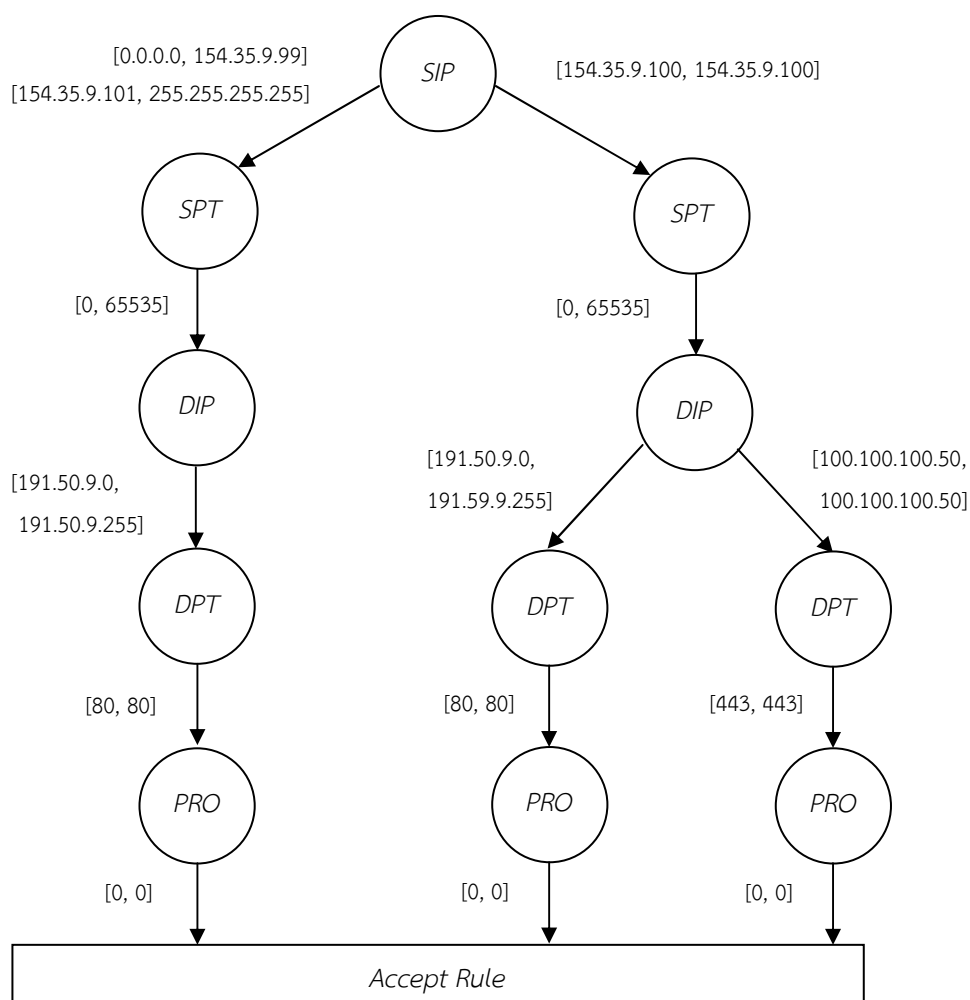 [0.0.0.0, 154.35.9.99]
[154.35.9.101, 255.255.255.255]
SIP
[154.35.9.100, 154.35.9.100]
SPT
SPT
[0, 65535]
[0, 65535]
DIP
DIP
[191.50.9.0,
191.50.9.255]
[191.50.9.0,
191.59.9.255]
[100.100.100.50,
100.100.100.50]
DPT
DPT
DPT
[80, 80]
[80, 80]
[443, 443]
PRO
PRO
PRO
[0, 0]
[0, 0]
[0, 0]
Accept Rule